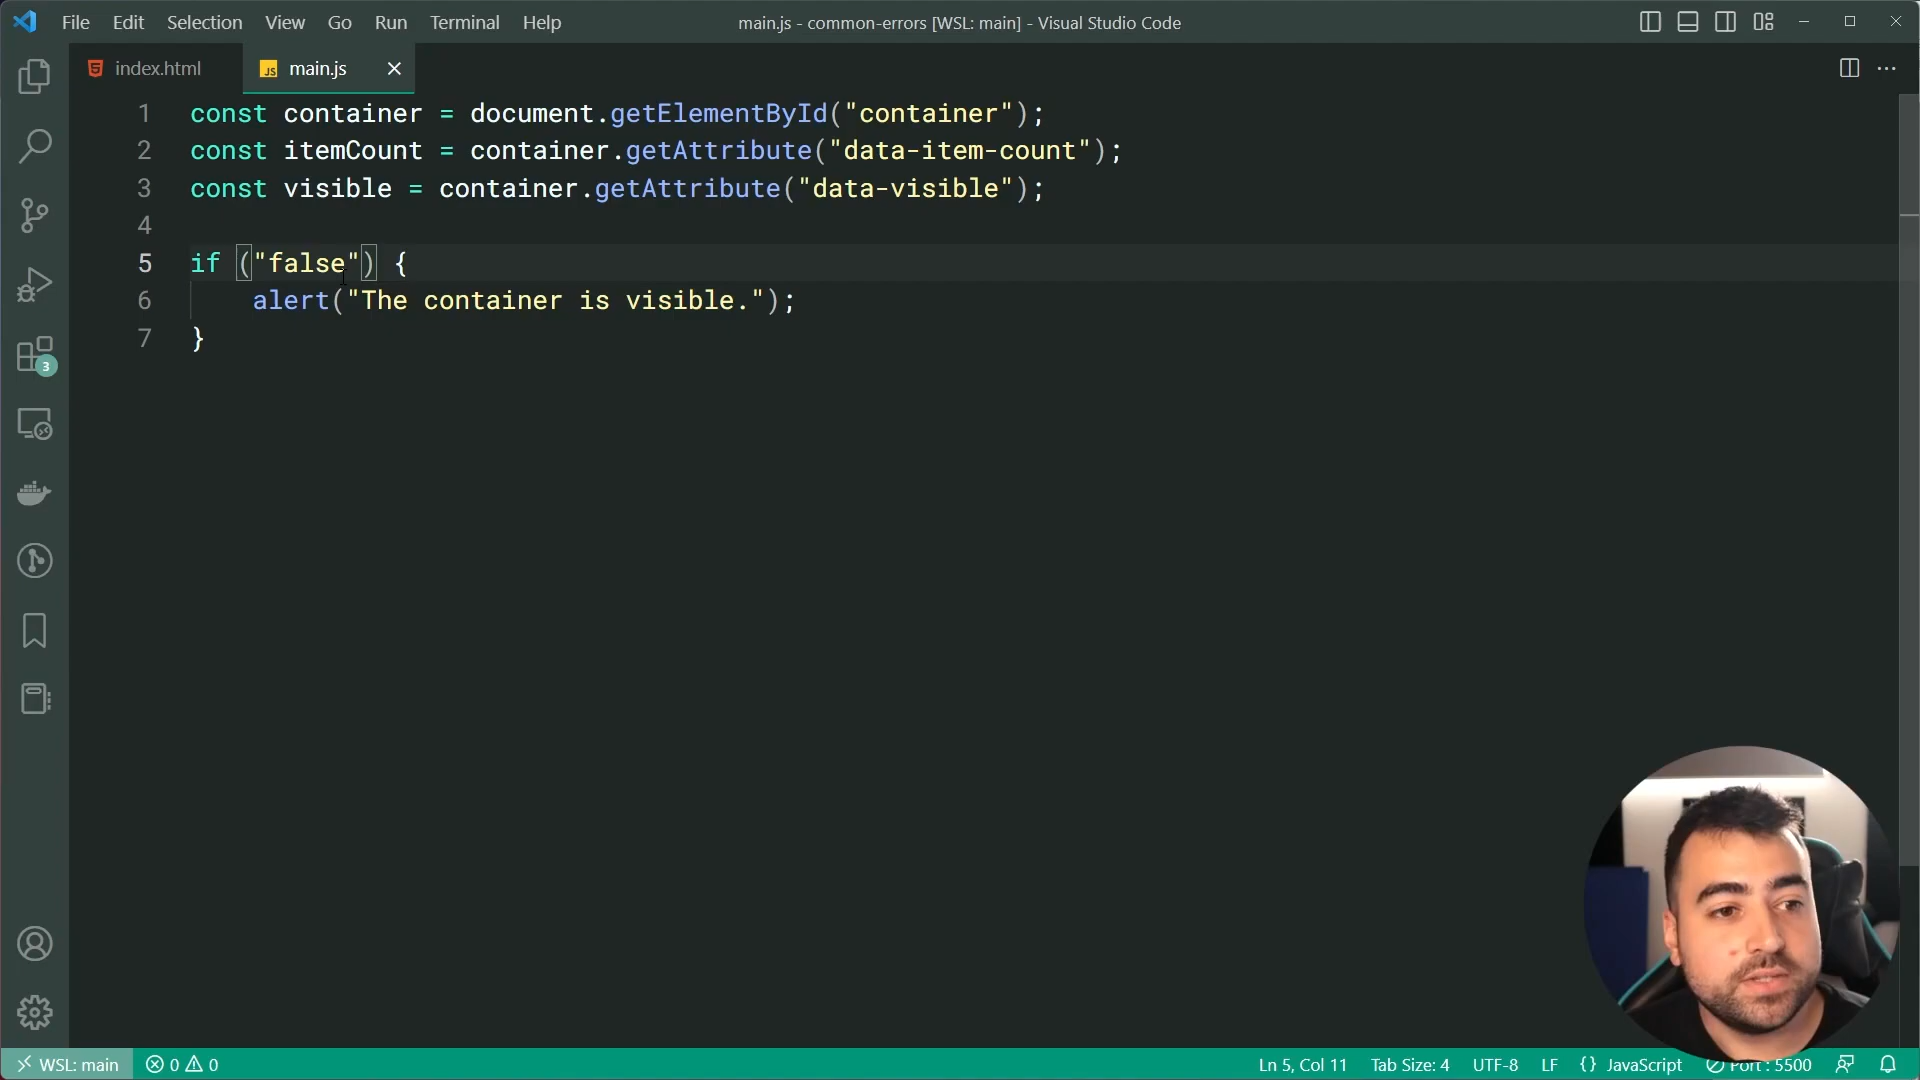 File Edit Selection View Go Run Terminal Help
main.js - common-errors [WSL: main] - Visual Studio Code
index.html
JS main.js
1 const container = document.getElementById("container");
2 const itemCount = container.getAttribute("data-item-count");
3 const visible = container.getAttribute("data-visible");
4
5 if ("false") {
6 alert("The container is visible.");
7 }
3
WSL: main 0 0
Ln 5, Col 11 Tab Size: 4 UTF-8 LF {} JavaScript Port : 5500